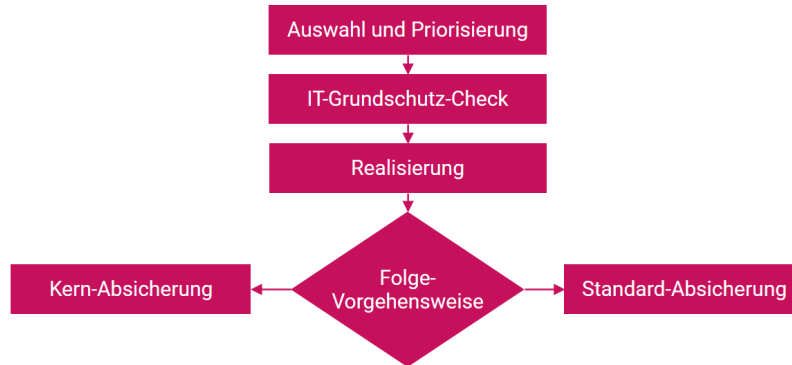 Auswahl und Priorisierung
IT-Grundschutz-Check
Realisierung
Kern-Absicherung
Folge-
Vorgehensweise
Standard-Absicherung